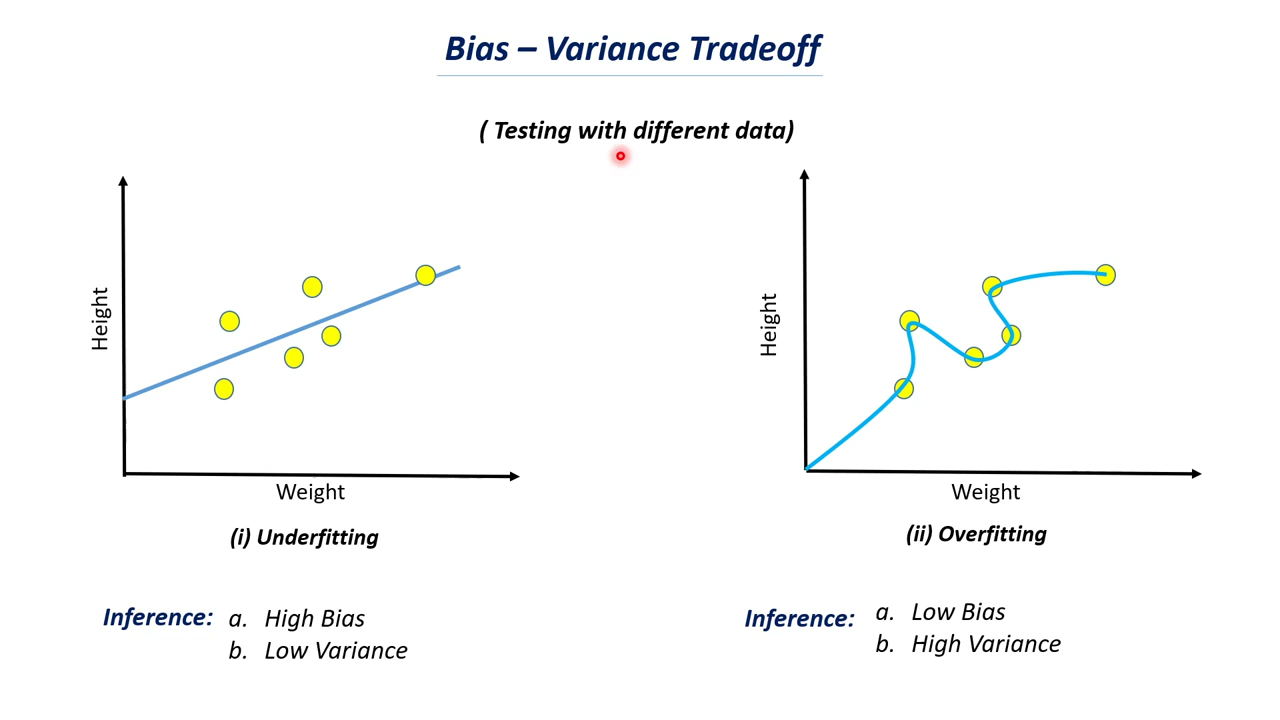 Bias – Variance Tradeoff
( Testing with different data)
Height
Weight
(i) Underfitting
Inference:
a. High Bias
b. Low Variance
Height
Weight
(ii) Overfitting
Inference:
a. Low Bias
b. High Variance